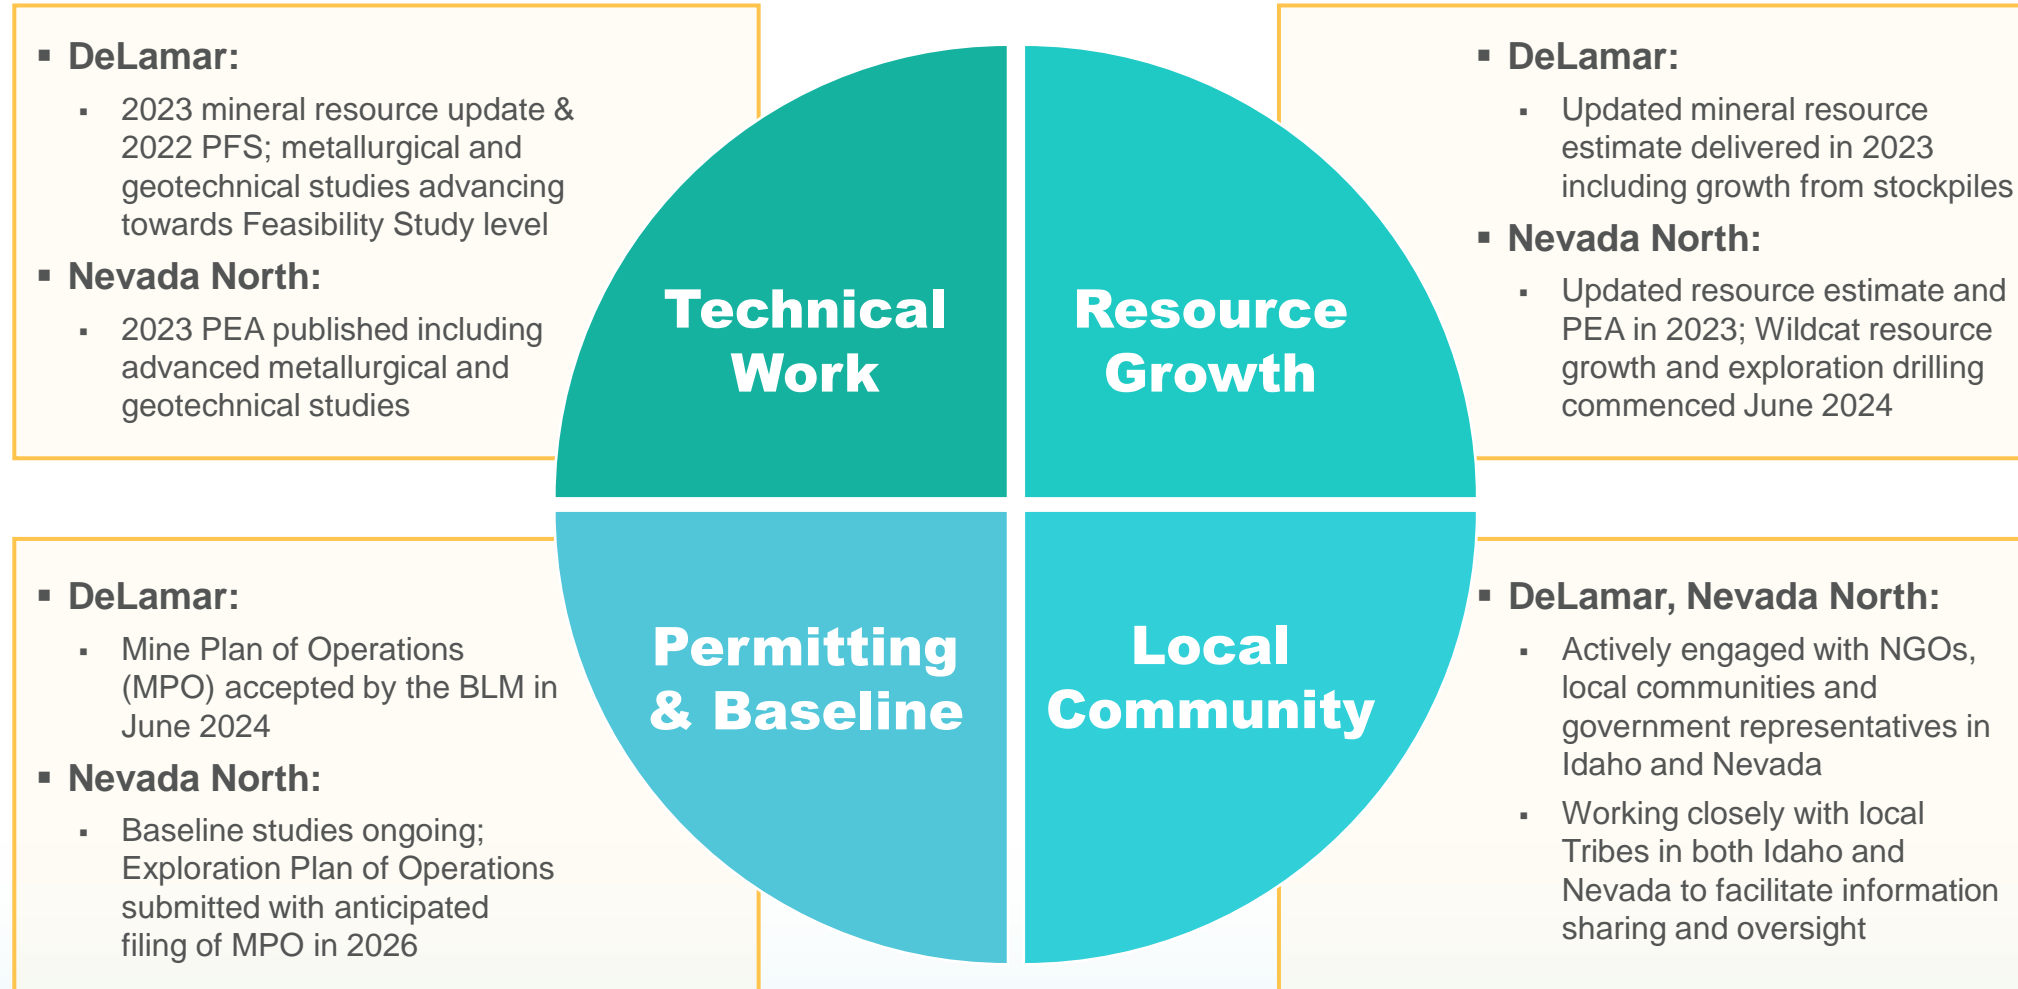 ▪ DeLamar:
▪ 2023 mineral resource update &
2022 PFS; metallurgical and
geotechnical studies advancing
towards Feasibility Study level
▪ Nevada North:
▪ 2023 PEA published including
advanced metallurgical and
geotechnical studies
Technical
Work
Resource
Growth
▪ DeLamar:
▪ Updated mineral resource
estimate delivered in 2023
including growth from stockpiles
▪ Nevada North:
▪ Updated resource estimate and
PEA in 2023; Wildcat resource
growth and exploration drilling
commenced June 2024
▪ DeLamar:
▪ Mine Plan of Operations
(MPO) accepted by the BLM in
June 2024
▪ Nevada North:
▪ Baseline studies ongoing;
Exploration Plan of Operations
submitted with anticipated
filing of MPO in 2026
Permitting
& Baseline
Local
Community
▪ DeLamar, Nevada North:
▪ Actively engaged with NGOs,
local communities and
government representatives in
Idaho and Nevada
▪ Working closely with local
Tribes in both Idaho and
Nevada to facilitate information
sharing and oversight